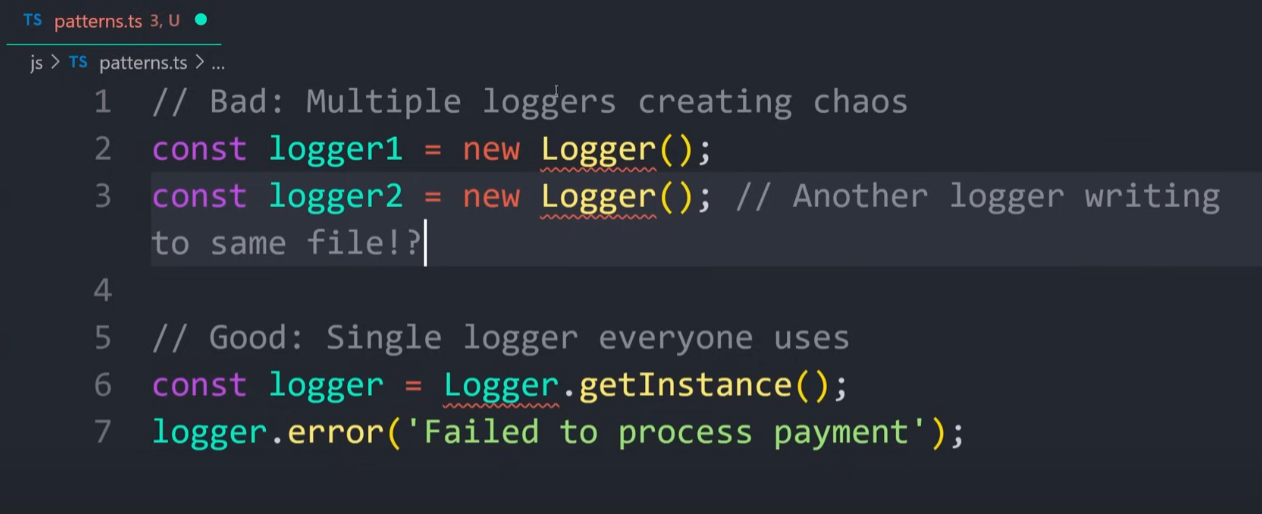 TS patterns.ts 3, U
js > TS patterns.ts > ...
1 // Bad: Multiple loggers creating chaos
2 const logger1 = new Logger();
3 const logger2 = new Logger(); // Another logger writing
to same file!?
4
5 // Good: Single logger everyone uses
6 const logger = Logger.getInstance();
7 logger.error('Failed to process payment');